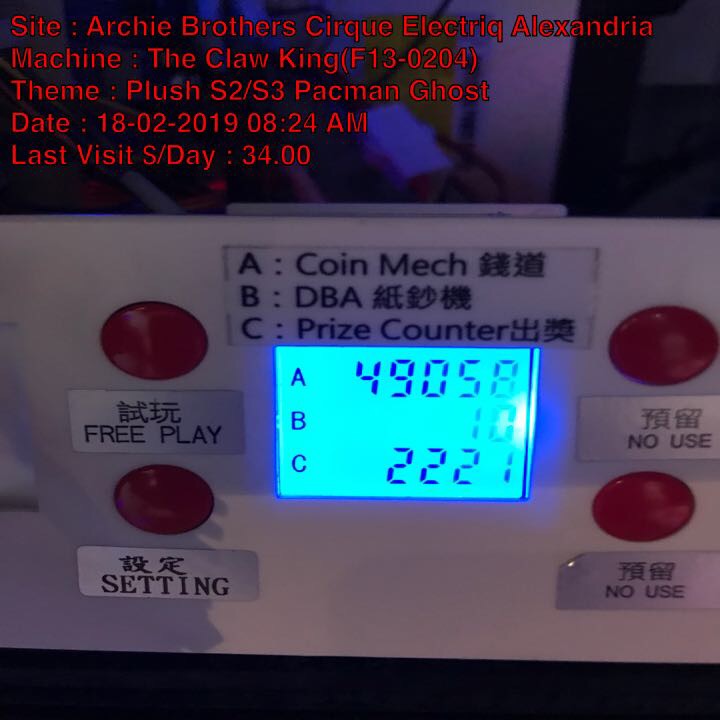 Site : Archie Brothers Cirque Electriq Alexandria
Machine : The Claw King(F13-0204)
Theme : Plush S2/S3 Pacman Ghost
Date : 18-02-2019 08:24 AM
Last Visit S/Day : 34.00
A : Coin Mech 錢道
B : DBA 紙鈔機
C : Prize Counter出獎
A 49058
B 10
C 2221
試玩
FREE PLAY
預留
NO USE
設定
SETTING
預留
NO USE